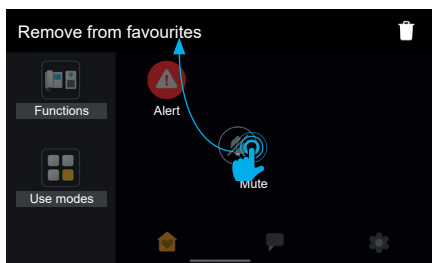 Remove from favourites
Functions
Alert
Mute
Use modes